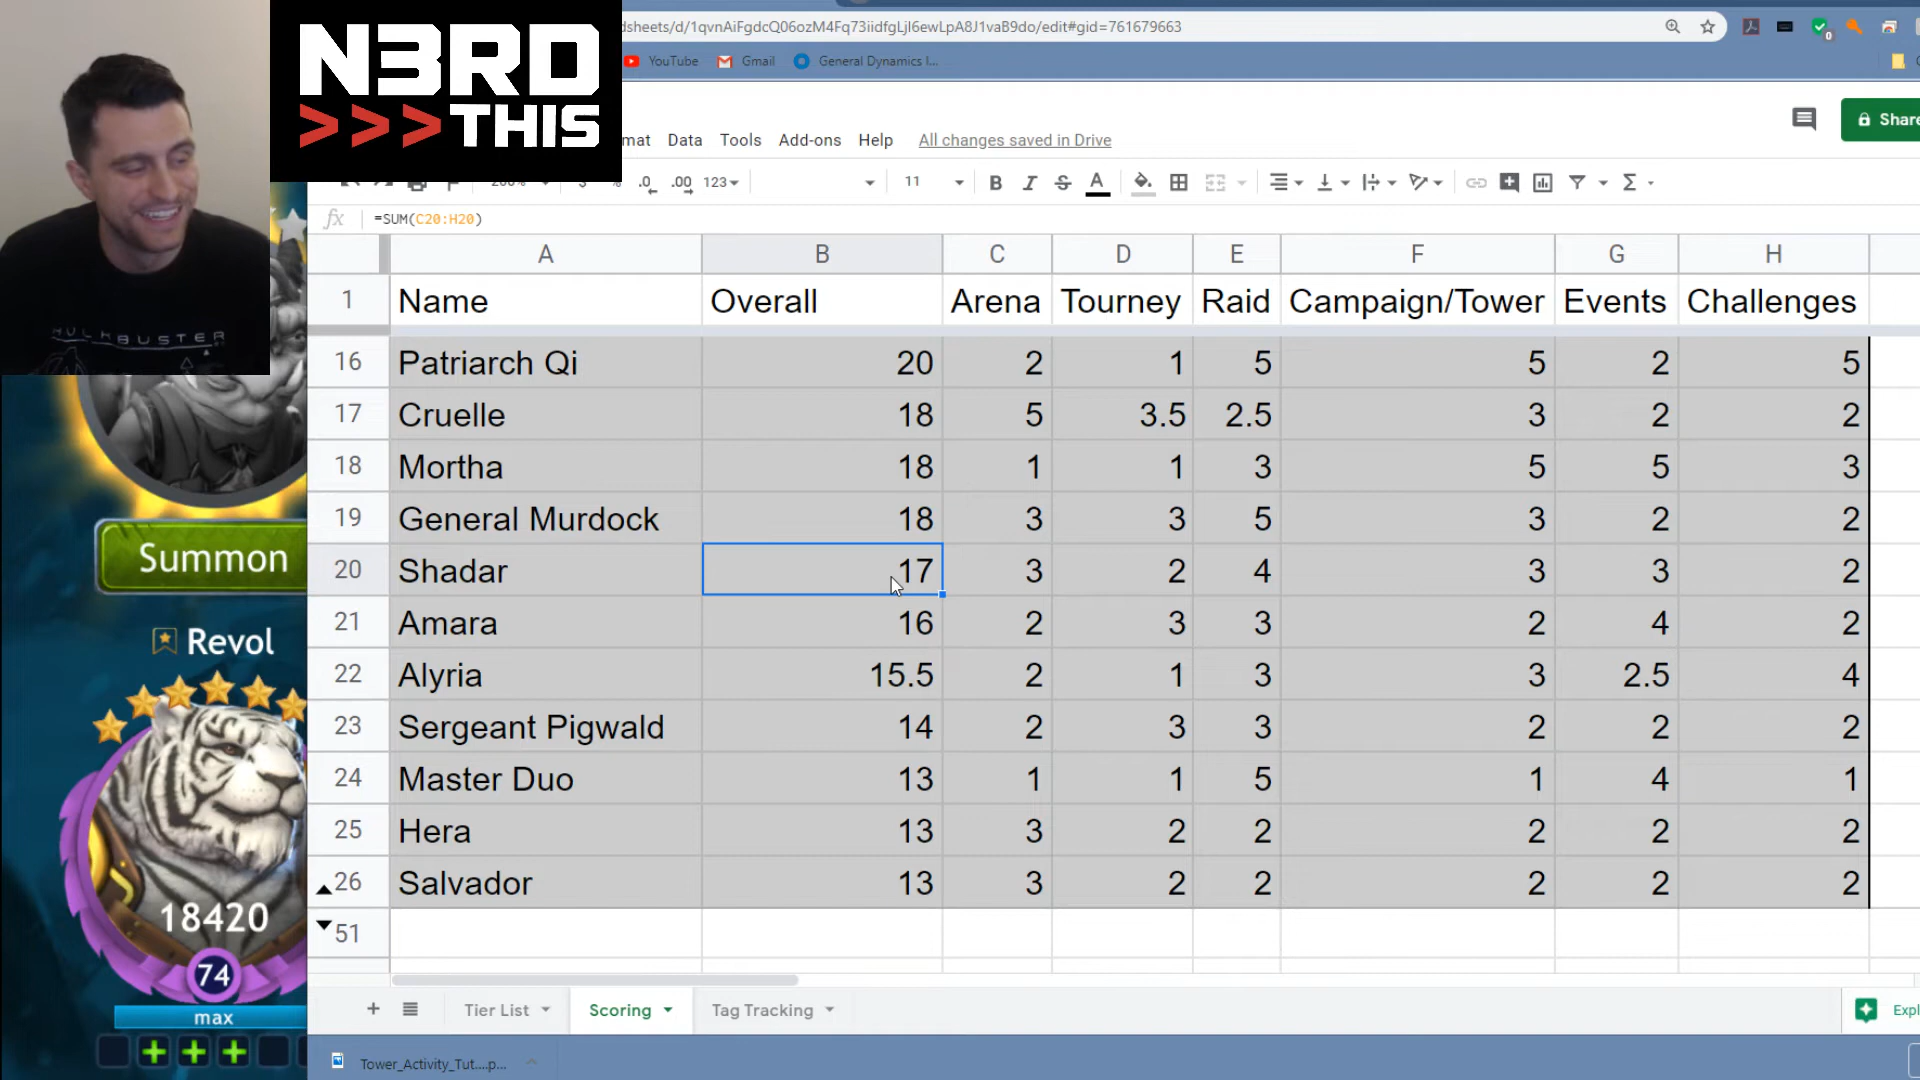 N3RD
>>> THIS
dsheets/d/1qvnAiFgdcQ06ozM4Fq73iidfgLjI6ewLpA8J1vaB9do/edit#gid=761679663
YouTube Gmail General Dynamics I...
mat Data Tools Add-ons Help All changes saved in Drive
Share
.0 .00 123 11 B I S A Σ
fx =SUM(C20:H20)
A B C D E F G H
1 Name Overall Arena Tourney Raid Campaign/Tower Events Challenges
16 Patriarch Qi 20 2 1 5 5 2 5
17 Cruelle 18 5 3.5 2.5 3 2 2
18 Mortha 18 1 1 3 5 5 3
19 General Murdock 18 3 3 5 3 2 2
20 Shadar 17 3 2 4 3 3 2
21 Amara 16 2 3 3 2 4 2
22 Alyria 15.5 2 1 3 3 2.5 4
23 Sergeant Pigwald 14 2 3 3 2 2 2
24 Master Duo 13 1 1 5 1 4 1
25 Hera 13 3 2 2 2 2 2
26 Salvador 13 3 2 2 2 2 2
51
Summon
Revol
18420
74
max
Tier List Scoring Tag Tracking
Expl
Tower_Activity_Tut....p...